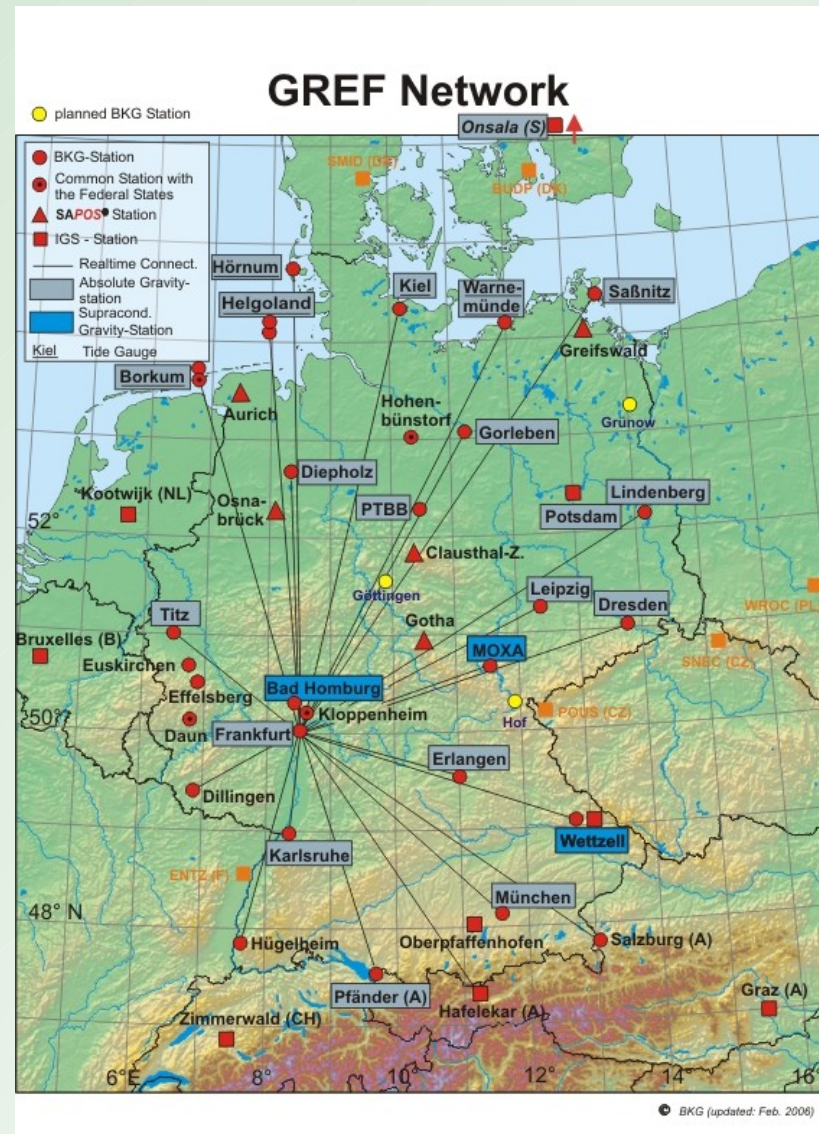 GREF Network
planned BKG Station
Onsala (S)
BKG-Station
Common Station with
the Federal States
SAPOS® Station
IGS - Station
Realtime Connect.
Absolute Gravity-
station
Supracond.
Gravity-Station
Kiel Tide Gauge
SMID (DK)
BUDP (DK)
Hörnum
Helgoland
Kiel
Warne-
münde
Saßnitz
Greifswald
Borkum
Aurich
Hohen-
bünstorf
Grünow
Gorleben
Diepholz
Kootwijk (NL)
Osna-
brück
PTBB
Potsdam
Lindenberg
52°
Clausthal-Z.
Göttingen
Leipzig
Dresden
WROC (PL)
Titz
Gotha
Bruxelles (B)
Euskirchen
MOXA
SNEC (CZ)
Effelsberg
Bad Homburg
Kloppenheim
Hof
POUS (CZ)
50°
Daun
Frankfurt
Erlangen
Dillingen
Wettzell
Karlsruhe
ENTZ (F)
München
48° N
Hügelheim
Oberpfaffenhofen
Salzburg (A)
Pfänder (A)
Hafelekar (A)
Graz (A)
Zimmerwald (CH)
6°E 8° 10° 12° 14° 16°
© BKG (updated: Feb. 2006)